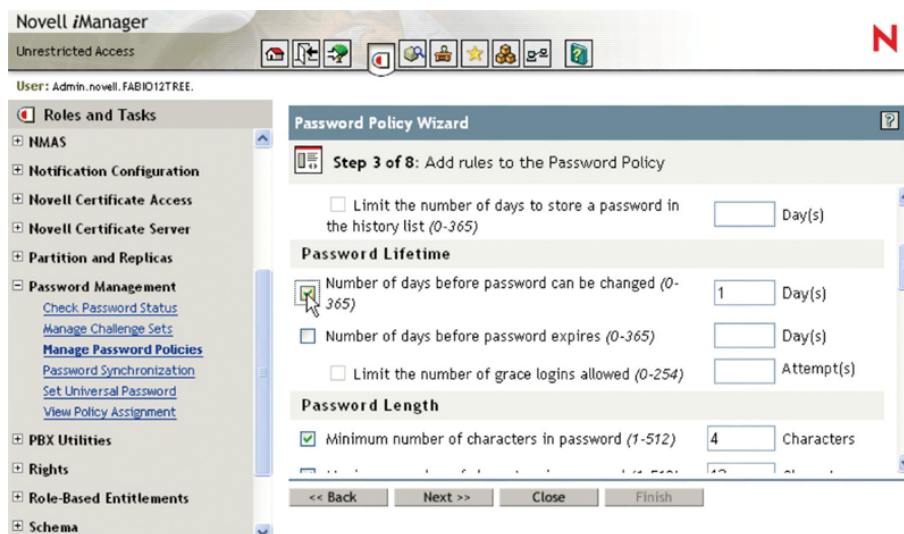 Novell iManager
Unrestricted Access
N
User: Admin.novell.FABIO12TREE.
Roles and Tasks
NMAS
Notification Configuration
Novell Certificate Access
Novell Certificate Server
Partition and Replicas
Password Management
Check Password Status
Manage Challenge Sets
Manage Password Policies
Password Synchronization
Set Universal Password
View Policy Assignment
PBX Utilities
Rights
Role-Based Entitlements
Schema
Password Policy Wizard
?
Step 3 of 8: Add rules to the Password Policy
Limit the number of days to store a password in
the history list (0-365)
Day(s)
Password Lifetime
Number of days before password can be changed (0-
365)
1 Day(s)
Number of days before password expires (0-365) Day(s)
Limit the number of grace logins allowed (0-254) Attempt(s)
Password Length
Minimum number of characters in password (1-512) 4 Characters
<< Back Next >> Close Finish